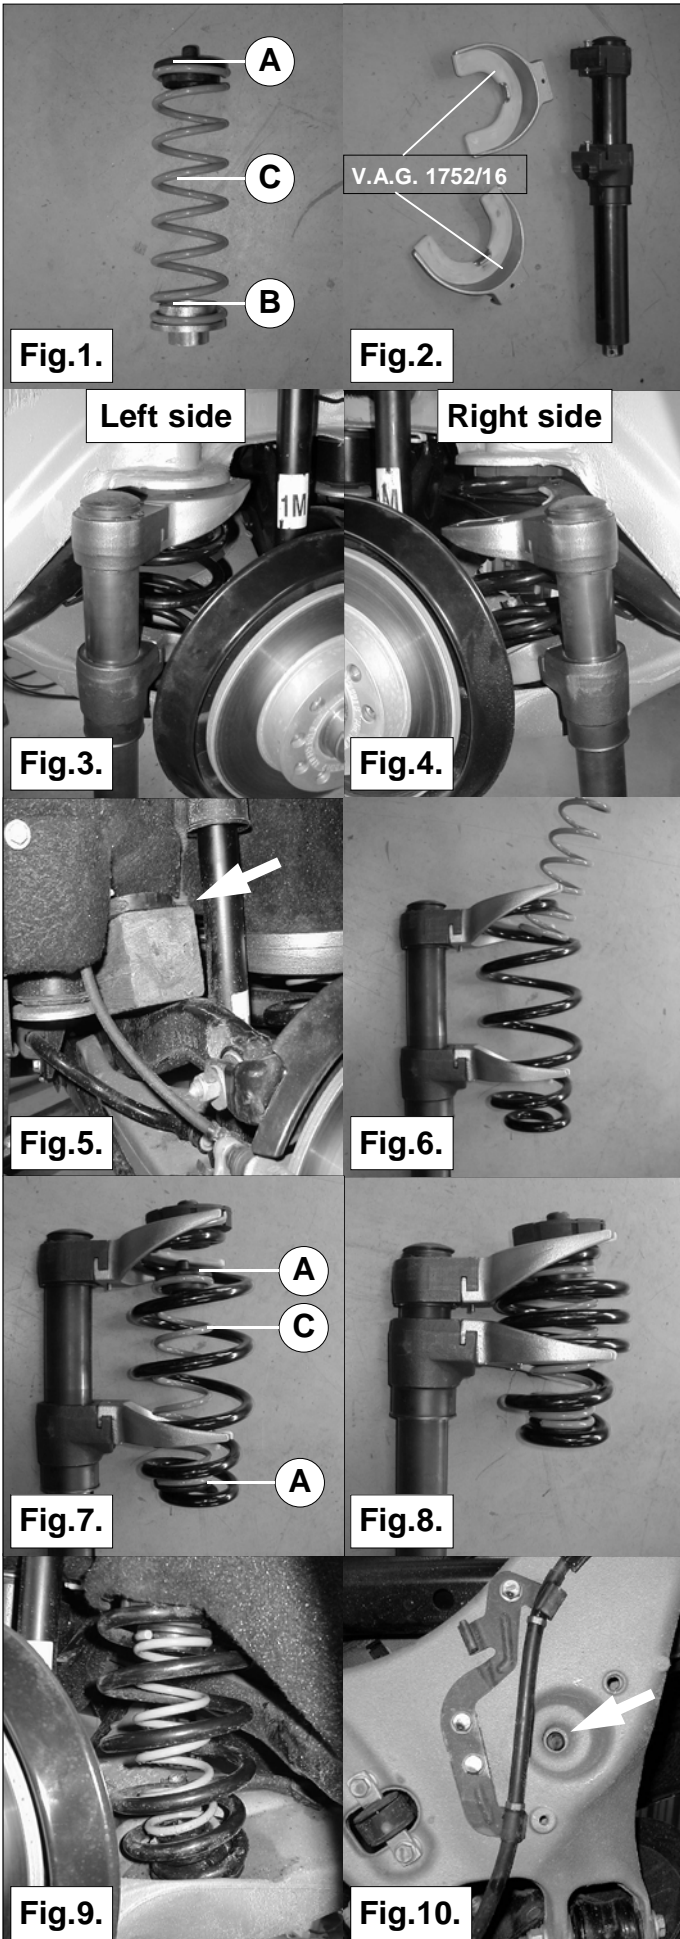 A
C
B
Fig.1.
V.A.G. 1752/16
Fig.2.
Left side
1M
Fig.3.
Right side
M
Fig.4.
Fig.5.
Fig.6.
A
C
A
Fig.7.
Fig.8.
Fig.9.
Fig.10.